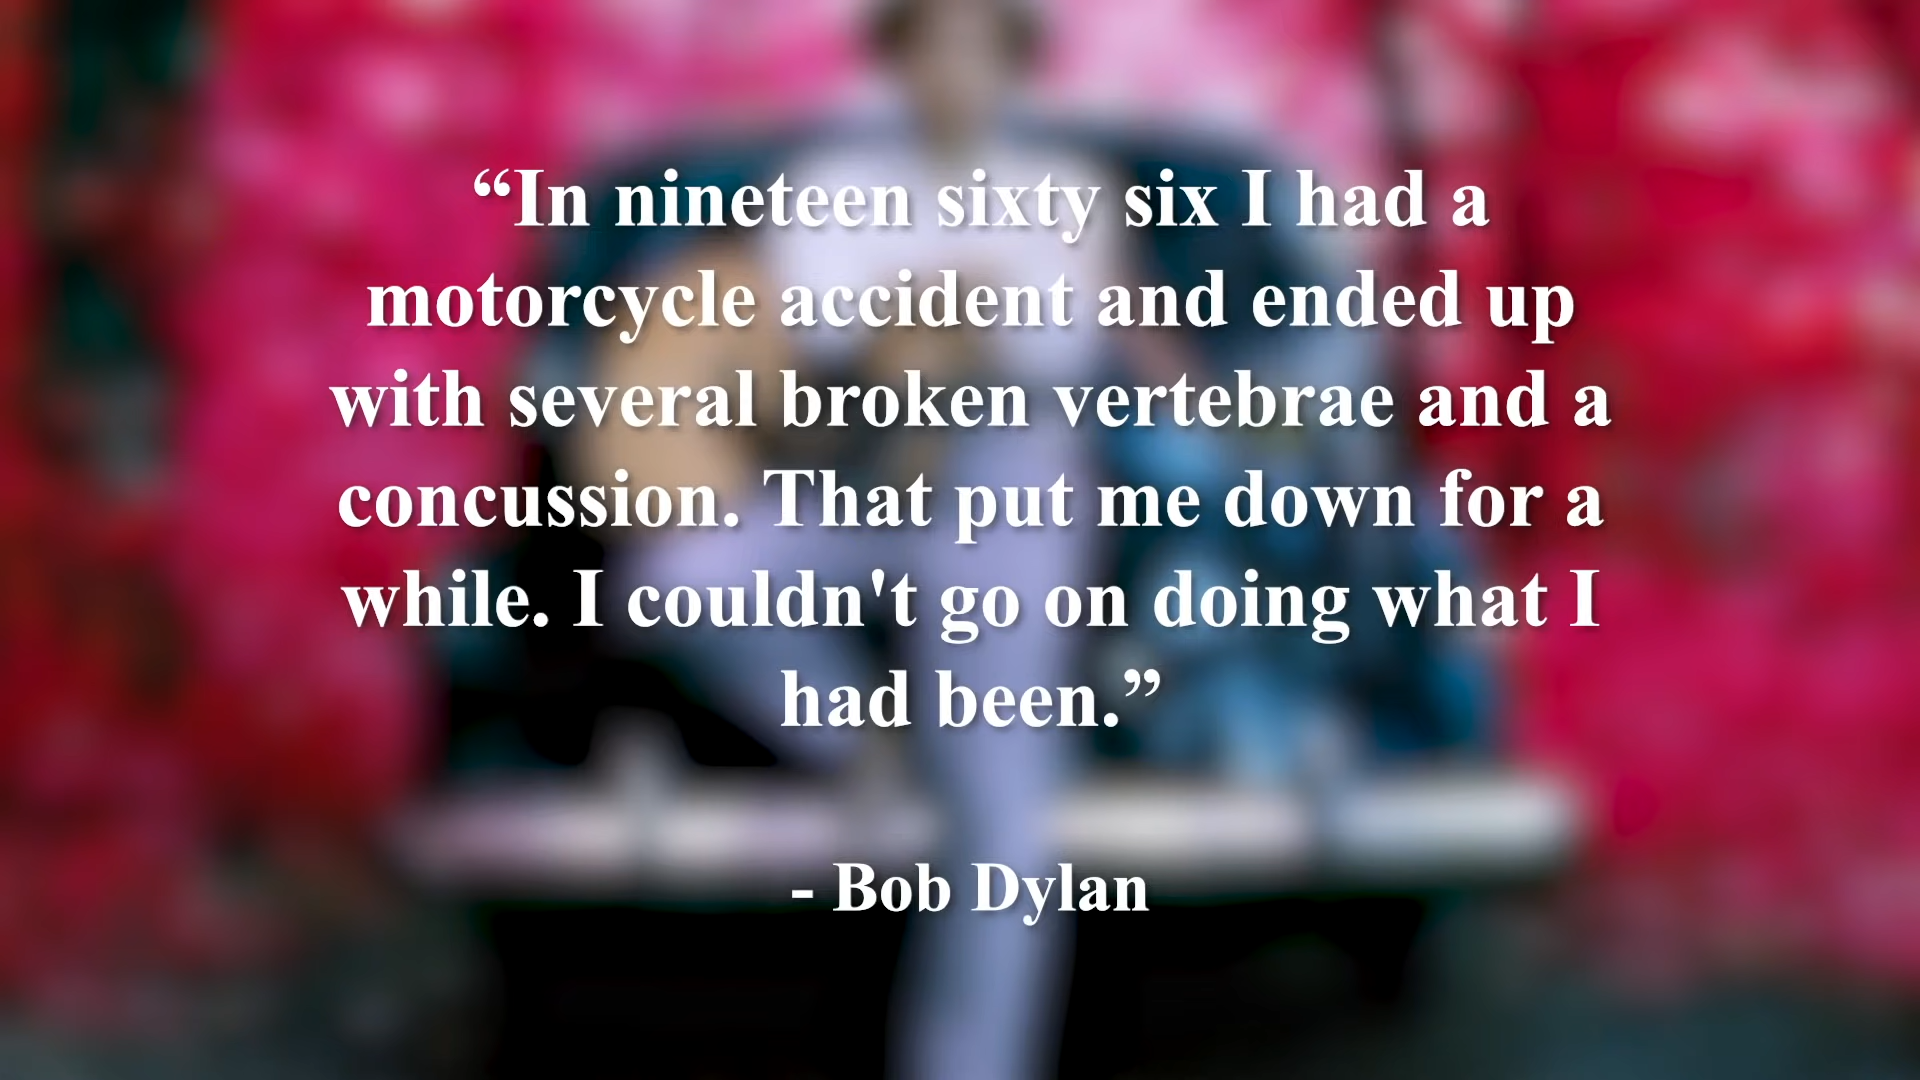 “In nineteen sixty six I had a
motorcycle accident and ended up
with several broken vertebrae and a
concussion. That put me down for a
while. I couldn't go on doing what I
had been.”
- Bob Dylan